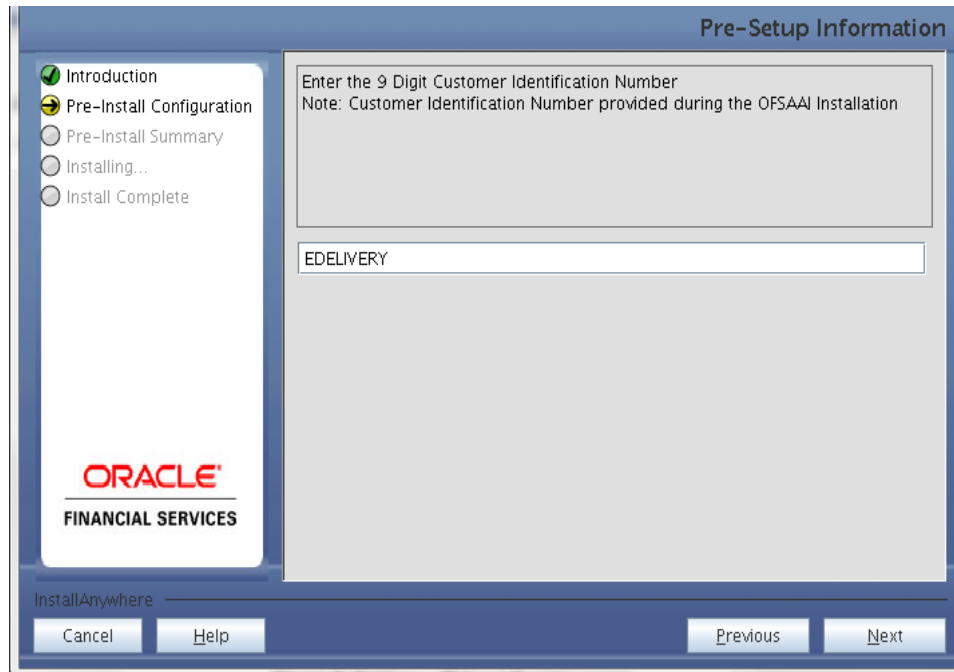 Pre-Setup Information
Introduction
Pre-Install Configuration
Pre-Install Summary
Installing...
Install Complete
Enter the 9 Digit Customer Identification Number
Note: Customer Identification Number provided during the OFSAAI Installation
EDELIVERY
ORACLE
FINANCIAL SERVICES
InstallAnywhere
Cancel
Help
Previous
Next